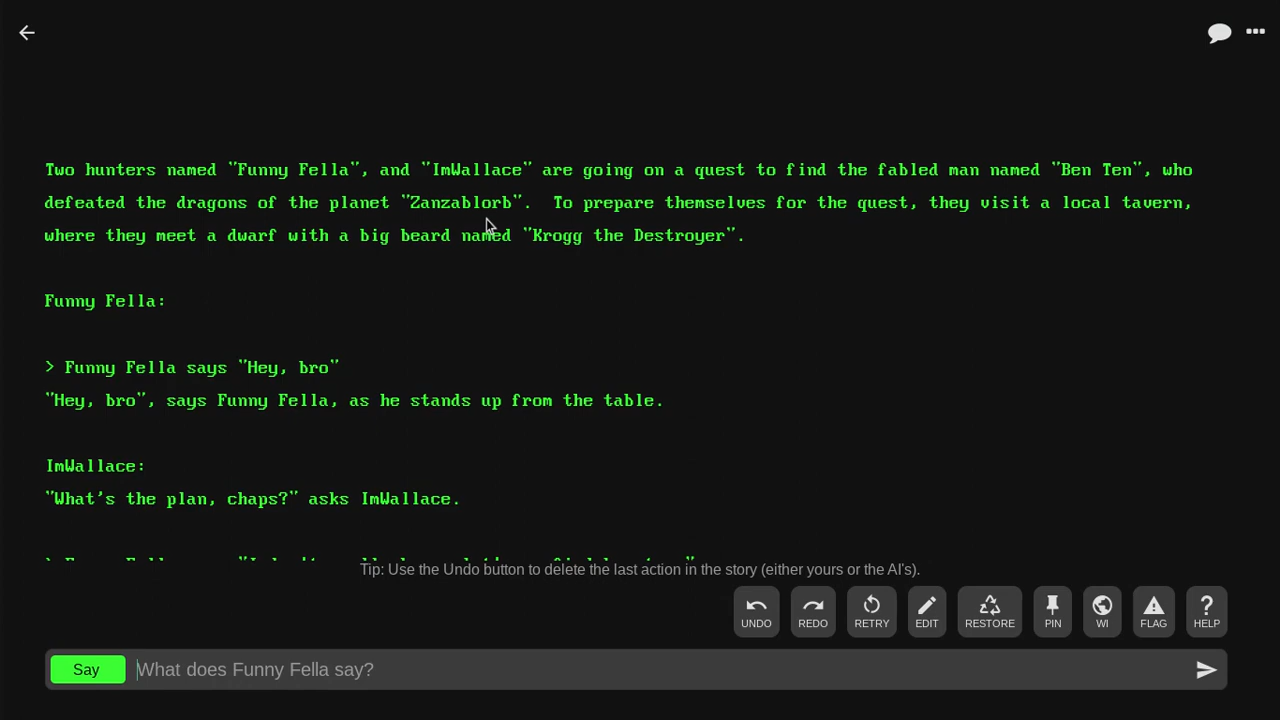 Two hunters named "Funny Fella", and "ImWallace" are going on a quest to find the fabled man named "Ben Ten", who
defeated the dragons of the planet "Zanzablorb".  To prepare themselves for the quest, they visit a local tavern,
where they meet a dwarf with a big beard named "Krogg the Destroyer".
Funny Fella:
> Funny Fella says "Hey, bro"
"Hey, bro", says Funny Fella, as he stands up from the table.
ImWallace:
"What's the plan, chaps?" asks ImWallace.
Tip: Use the Undo button to delete the last action in the story (either yours or the AI's).
UNDO REDO RETRY EDIT RESTORE PIN WI FLAG HELP
Say What does Funny Fella say?